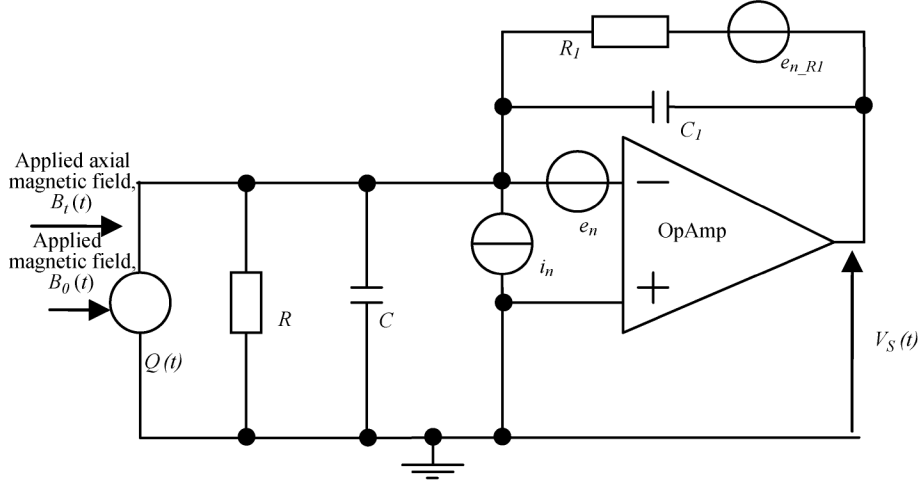 R1
en_R1
C1
Applied axial
magnetic field,
Bt (t)
Applied
magnetic field,
B0 (t)
Q (t)
R
C
in
en
OpAmp
VS (t)